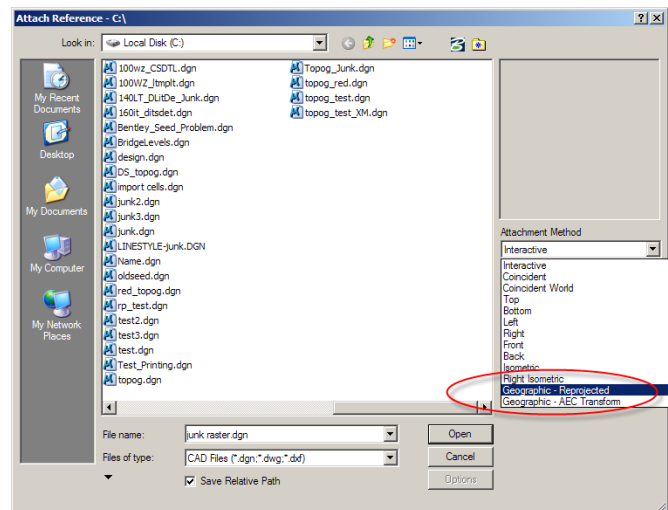 Attach Reference - C:\
Look in:
Local Disk (C:)
My Recent
Documents
Desktop
My Documents
My Computer
My Network
Places
100wz_CSDTL.dgn
100WZ_ltmplt.dgn
140LT_DLitDe_Junk.dgn
160it_ditsdet.dgn
Bentley_Seed_Problem.dgn
BridgeLevels.dgn
design.dgn
DS_topog.dgn
import cells.dgn
junk2.dgn
junk3.dgn
junk.dgn
LINESTYLE-junk.DGN
Name.dgn
oldseed.dgn
red_topog.dgn
rp_test.dgn
test2.dgn
test3.dgn
test.dgn
Test_Printing.dgn
topog.dgn
Topog_Junk.dgn
topog_red.dgn
topog_test.dgn
topog_test_XM.dgn
Attachment Method
Interactive
Interactive
Coincident
Coincident World
Top
Bottom
Left
Right
Front
Back
Isometric
Right Isometric
Geographic - Reprojected
Geographic - AEC Transform
File name:
junk raster.dgn
Open
Files of type:
CAD Files (*.dgn;*.dwg;*.dxf)
Cancel
Save Relative Path
Options